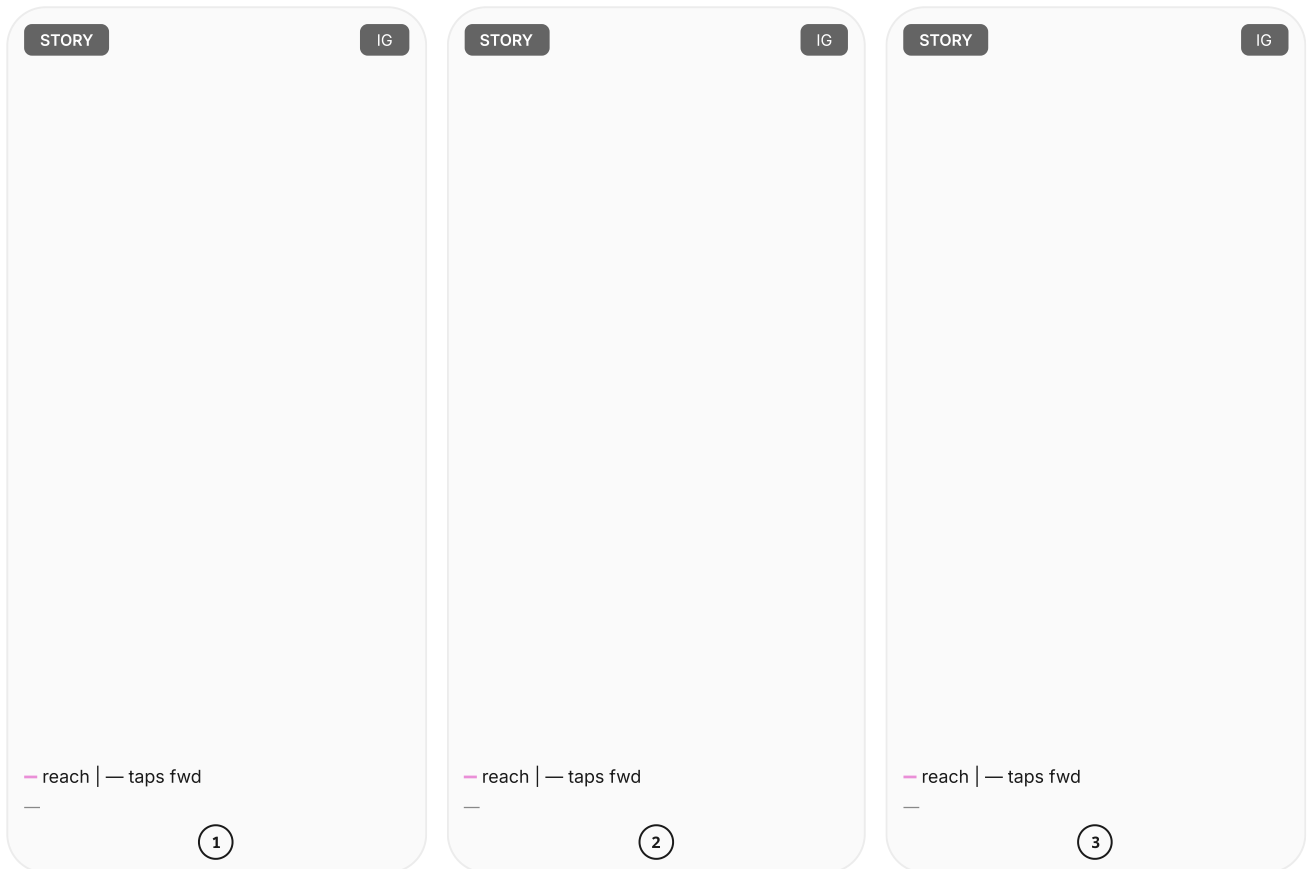 STORY IG
— reach | — taps fwd
—
1
STORY IG
— reach | — taps fwd
—
2
STORY IG
— reach | — taps fwd
—
3